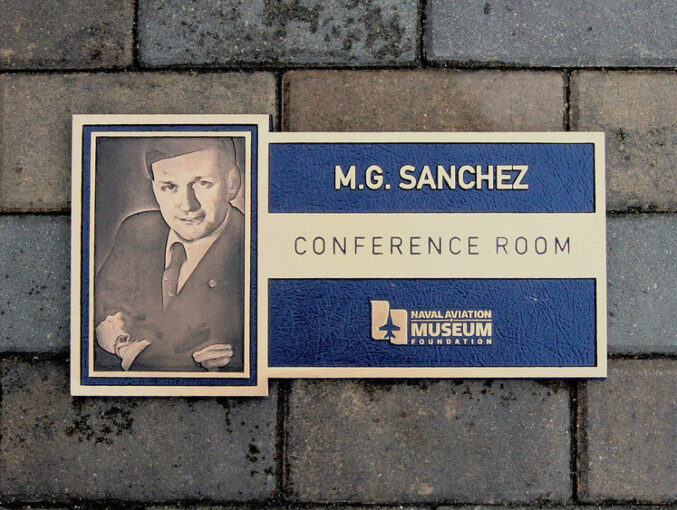 M.G. SANCHEZ
CONFERENCE ROOM
NAVAL AVIATION
MUSEUM
FOUNDATION